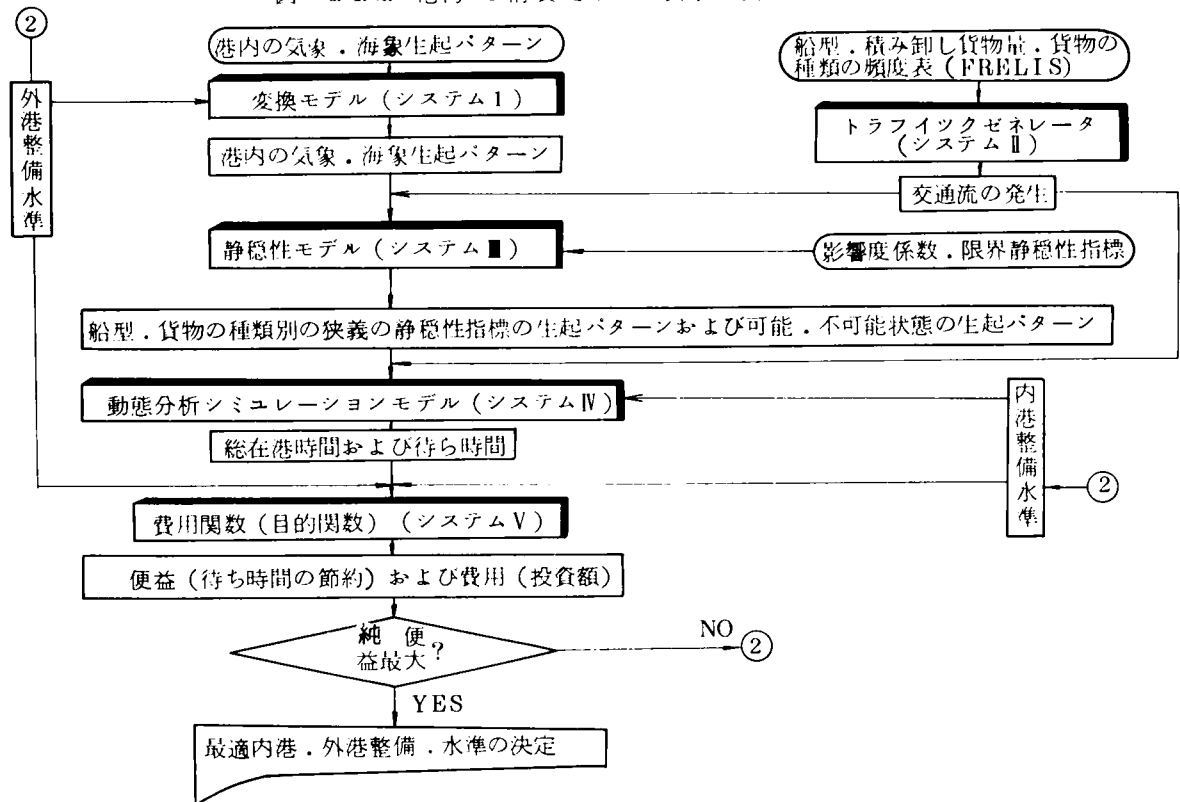 ②
港内の気象．海象生起パターン
船型．積み卸し貨物量．貨物の
種類の頻度表(FRELIS)
外港整備水準
変換モデル(システムI)
トラフイックゼネレータ
(システムⅡ)
港内の気象．海象生起パターン
交通流の発生
静穏性モデル(システムⅢ)
影響度係数．限界静穏性指標
船型．貨物の種類別の狭義の静穏性指標の生起パターンおよび可能．不可能状態の生起パターン
動態分析シミュレーションモデル(システムⅣ)
内港整備水準
総在港時間および待ち時間
②
費用関数(目的関数)(システムⅤ)
便益(待ち時間の節約)および費用(投資額)
純便
益最大?
NO
②
YES
最適内港．外港整備．水準の決定